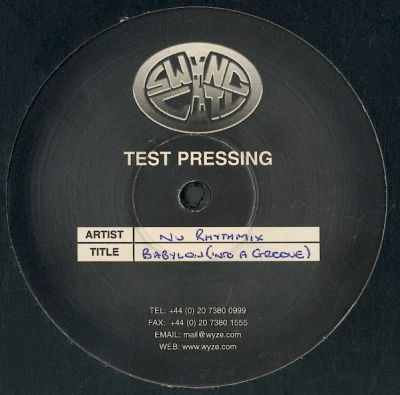 SWING
CITY
TEST PRESSING
ARTIST NU RHYTHMIX
TITLE BABYLON (INTO A GROOVE)
TEL: +44 (0) 20 7380 0999
FAX: +44 (0) 20 7380 1555
EMAIL: mail@wyze.com
WEB: www.wyze.com